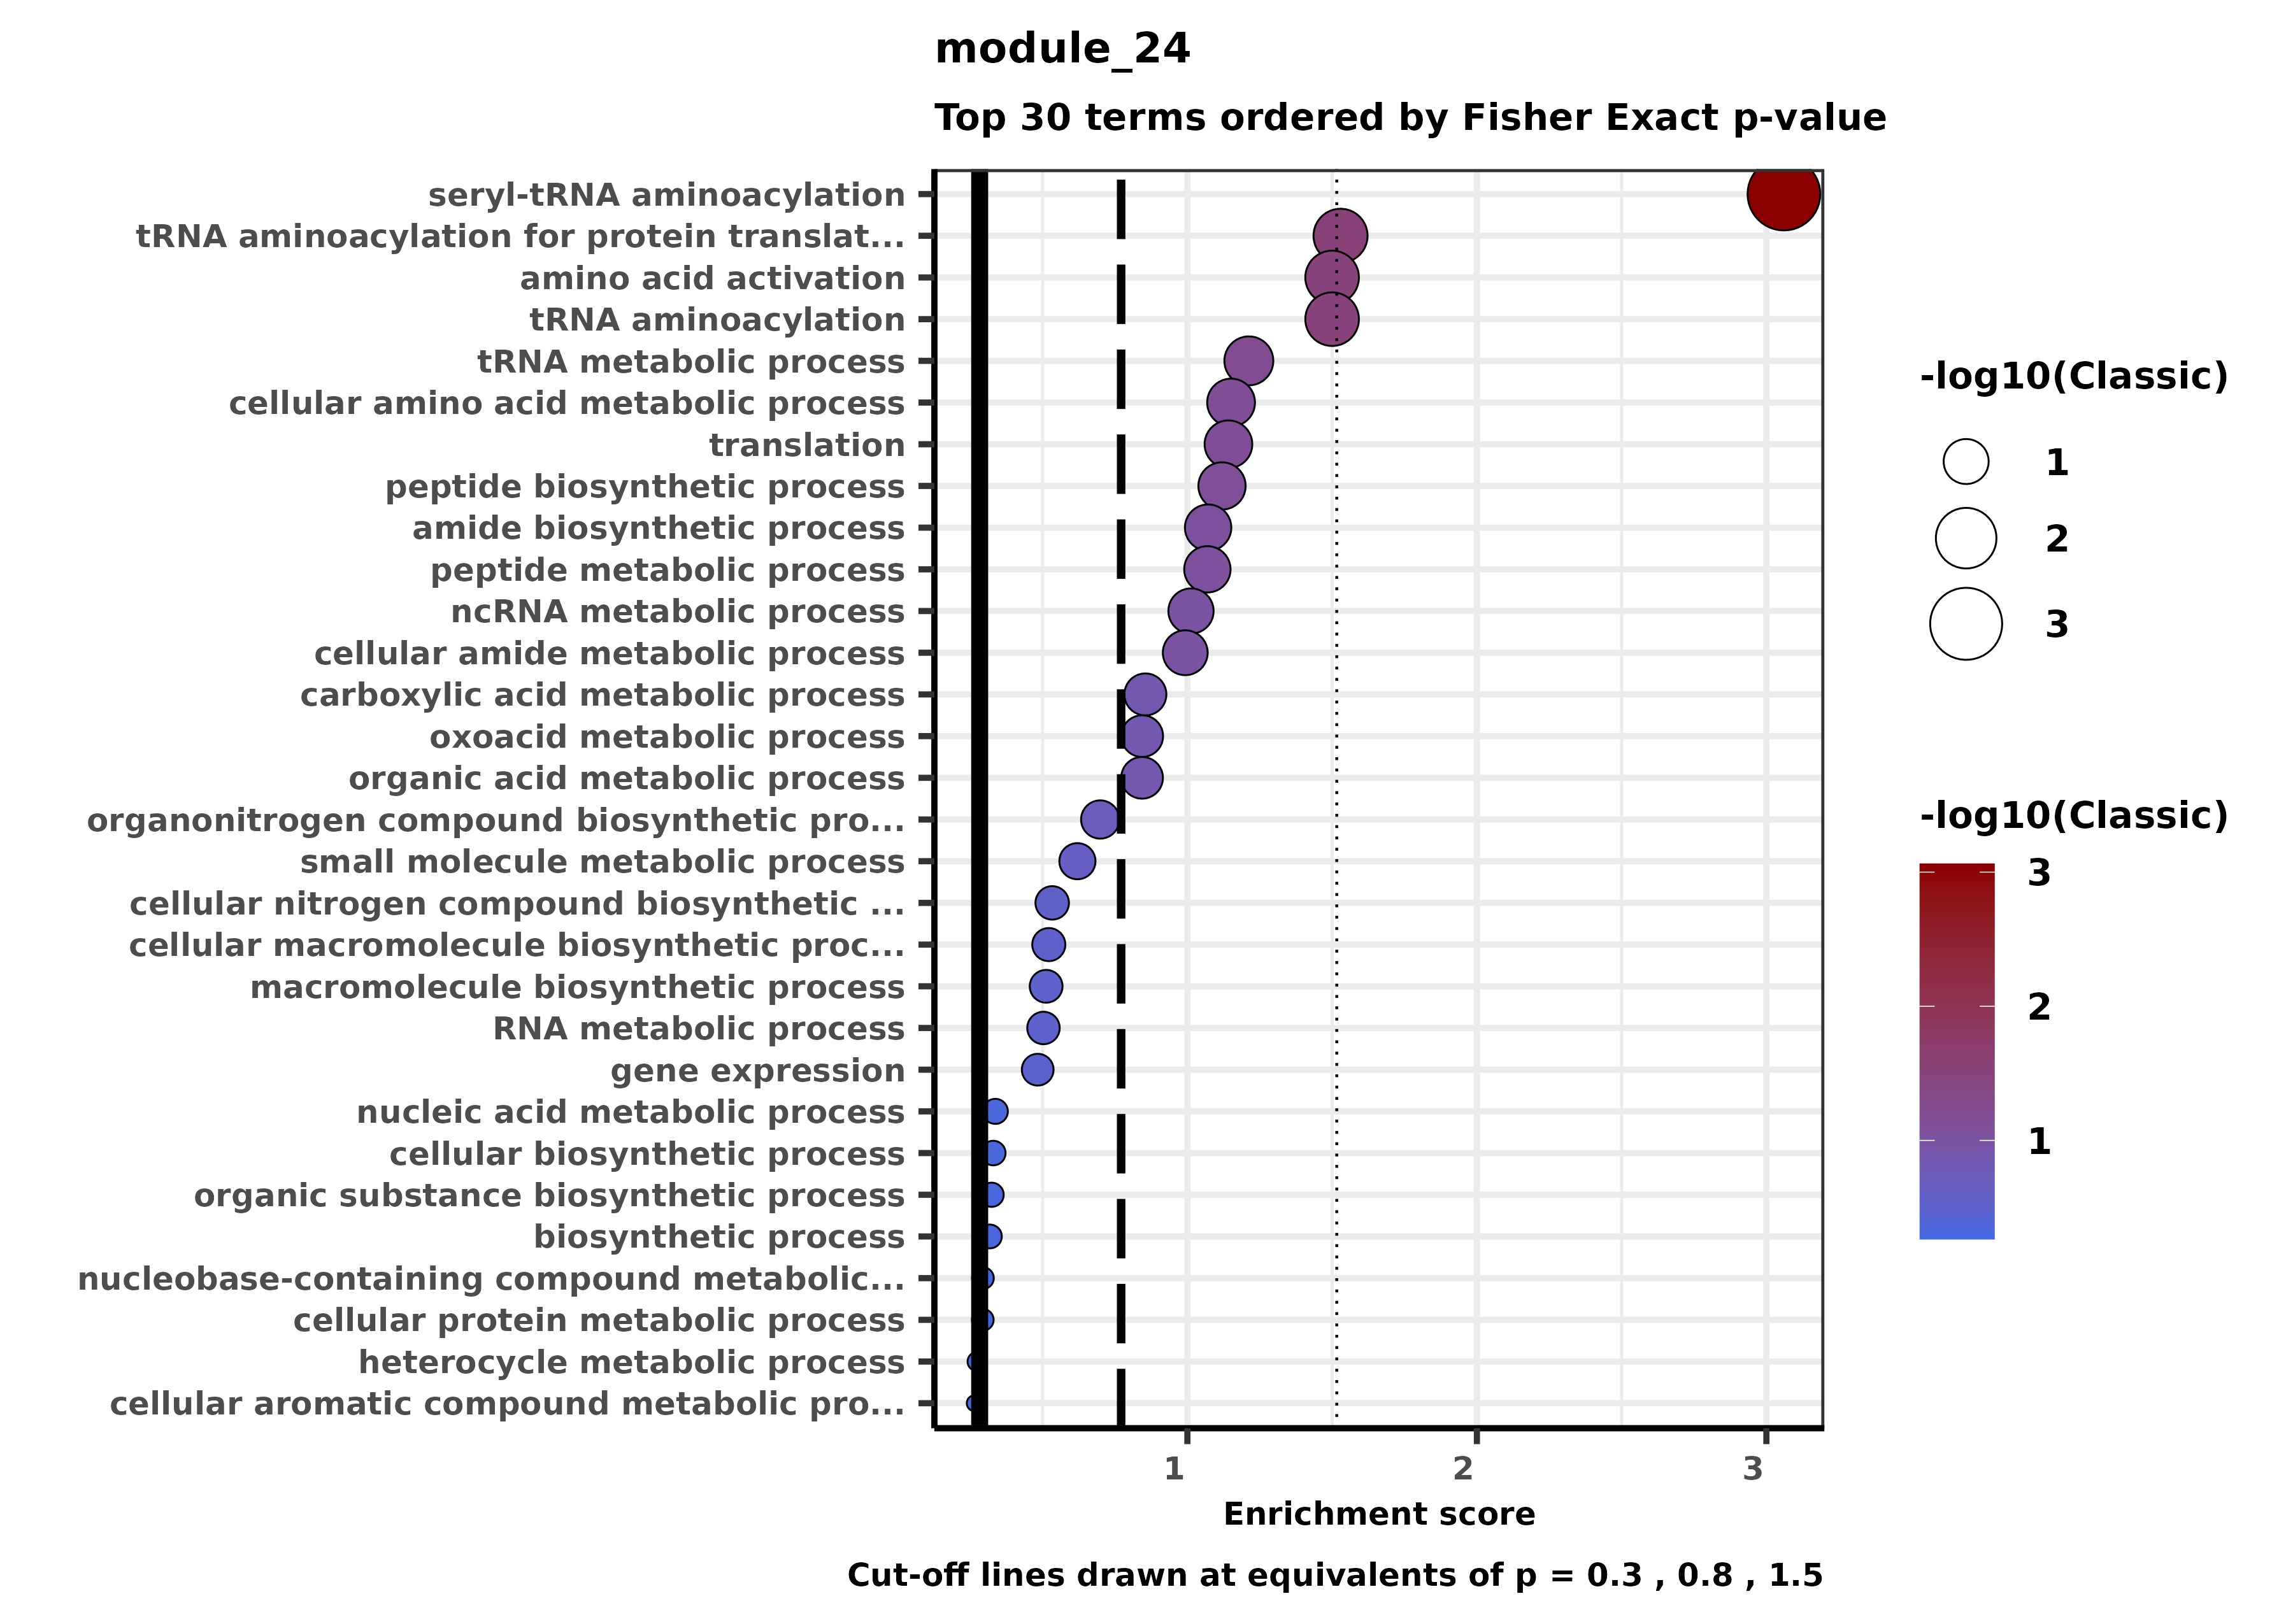 module_24
Top 30 terms ordered by Fisher Exact p-value
seryl-tRNA aminoacylation
tRNA aminoacylation for protein translat...
amino acid activation
tRNA aminoacylation
tRNA metabolic process
cellular amino acid metabolic process
translation
peptide biosynthetic process
amide biosynthetic process
peptide metabolic process
ncRNA metabolic process
cellular amide metabolic process
carboxylic acid metabolic process
oxoacid metabolic process
organic acid metabolic process
organonitrogen compound biosynthetic pro...
small molecule metabolic process
cellular nitrogen compound biosynthetic ...
cellular macromolecule biosynthetic proc...
macromolecule biosynthetic process
RNA metabolic process
gene expression
nucleic acid metabolic process
cellular biosynthetic process
organic substance biosynthetic process
biosynthetic process
nucleobase-containing compound metabolic...
cellular protein metabolic process
heterocycle metabolic process
cellular aromatic compound metabolic pro...
1 2 3
Enrichment score
Cut-off lines drawn at equivalents of p = 0.3 , 0.8 , 1.5
-log10(Classic)
1
2
3
-log10(Classic)
3
2
1